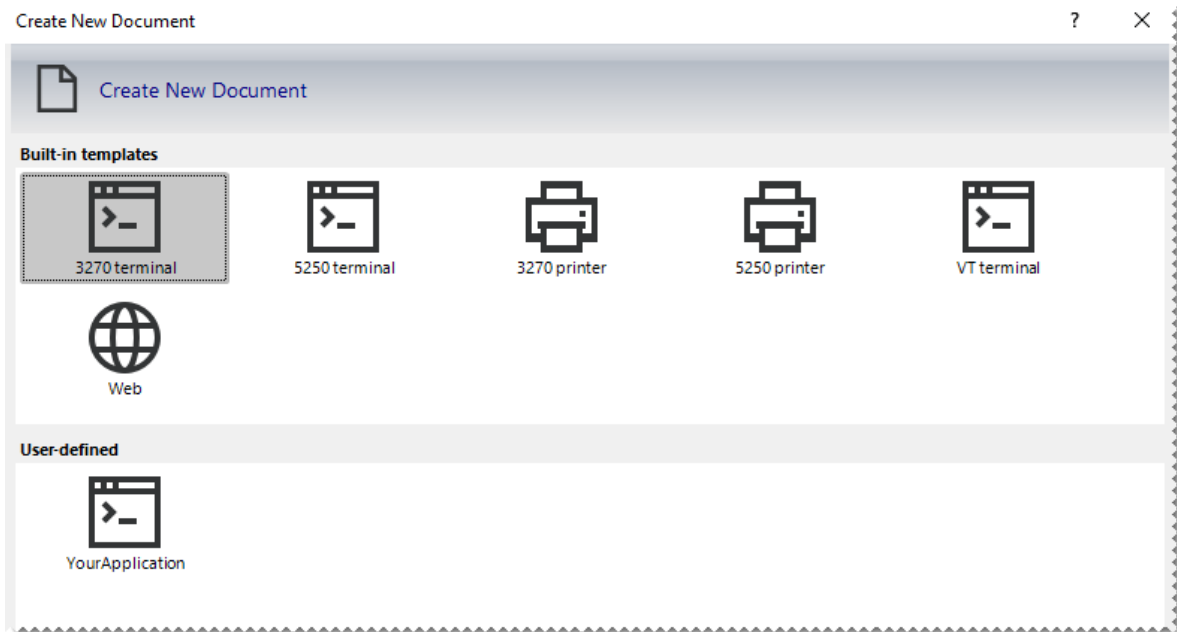 Create New Document
?
Create New Document
Built-in templates
3270 terminal
5250 terminal
3270 printer
5250 printer
VT terminal
Web
User-defined
YourApplication